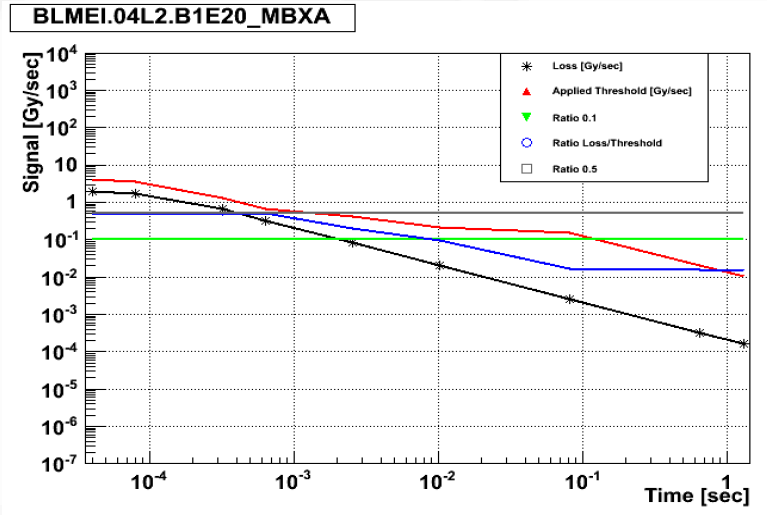 BLMEI.04L2.B1E20_MBXA
Signal [Gy/sec]
10^4
10^3
10^2
10
1
10^-1
10^-2
10^-3
10^-4
10^-5
10^-6
10^-7
Loss [Gy/sec]
Applied Threshold [Gy/sec]
Ratio 0.1
Ratio Loss/Threshold
Ratio 0.5
10^-4 10^-3 10^-2 10^-1 1
Time [sec]